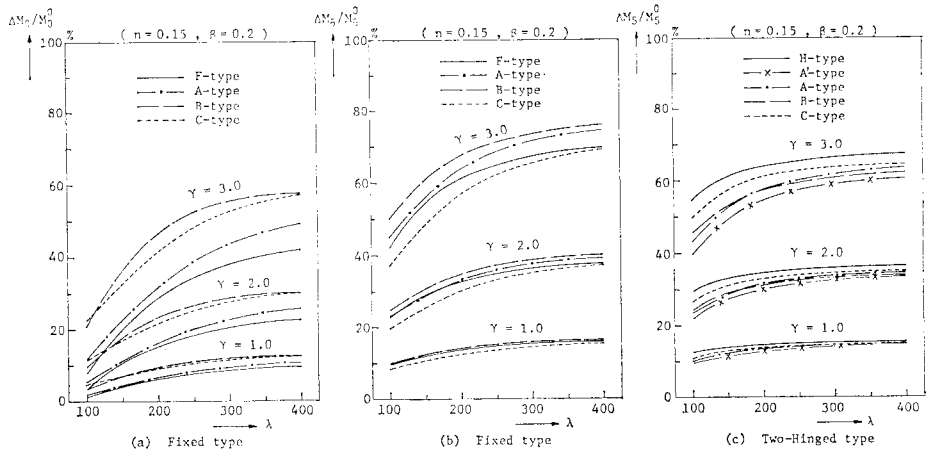 ΔM₀/M₀⁰
% ( n=0.15 , β=0.2 )
100
80
60
40
20
0
F-type
A-type
B-type
C-type
γ = 3.0
γ = 2.0
γ = 1.0
100 200 300 400
λ
(a) Fixed type
% ( n=0.15 , β=0.2 )
100
80
60
40
20
0
F-type
A-type
B-type
C-type
γ = 3.0
γ = 2.0
γ = 1.0
100 200 300 400
λ
(b) Fixed type
ΔM₅/M₅⁰
% ( n=0.15 , β=0.2 )
100
80
60
40
20
0
H-type
A'-type
A-type
B-type
C-type
γ = 3.0
γ = 2.0
γ = 1.0
100 200 300 400
λ
(c) Two-Hinged type